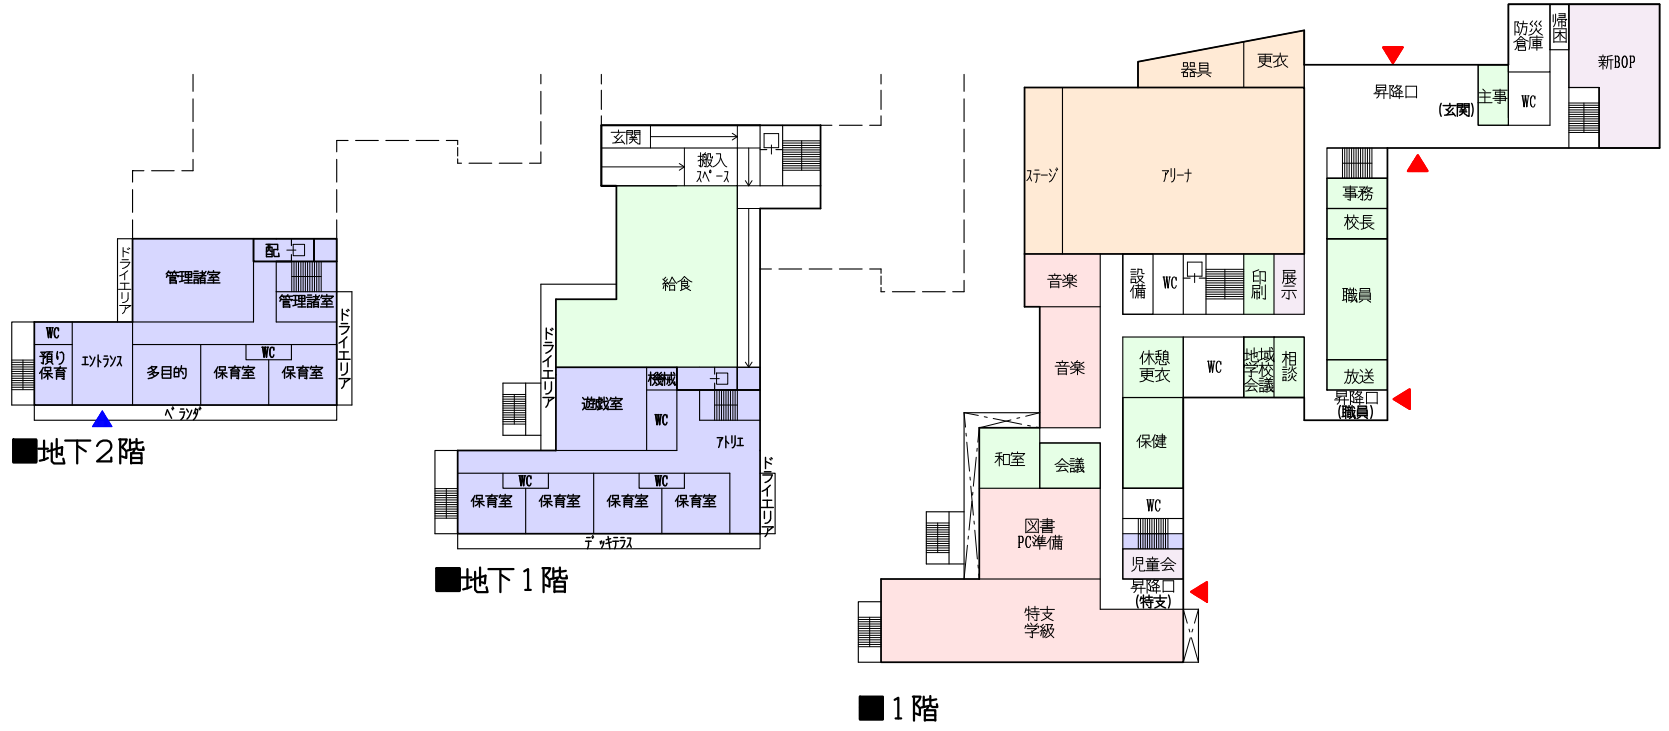 ドライエリア
管理諸室
配
管理諸室
ドライエリア
WC
預り
保育
エントランス
多目的
WC
保育室
保育室
ベランダ
■地下２階
玄関
搬入
スペース
給食
ドライエリア
遊戯室
機械
WC
アトリエ
WC
WC
保育室
保育室
保育室
保育室
ドライエリア
デッキテラス
■地下１階
器具
更衣
ステージ
アリーナ
昇降口
(玄関)
主事
防災
倉庫
帰困
WC
新BOP
事務
校長
職員
放送
昇降口
(職員)
音楽
設備
WC
印刷
展示
音楽
休憩
更衣
WC
地域
学校
会議
相談
和室
会議
保健
図書
PC準備
WC
児童会
昇降口
(特支)
特支
学級
■１階